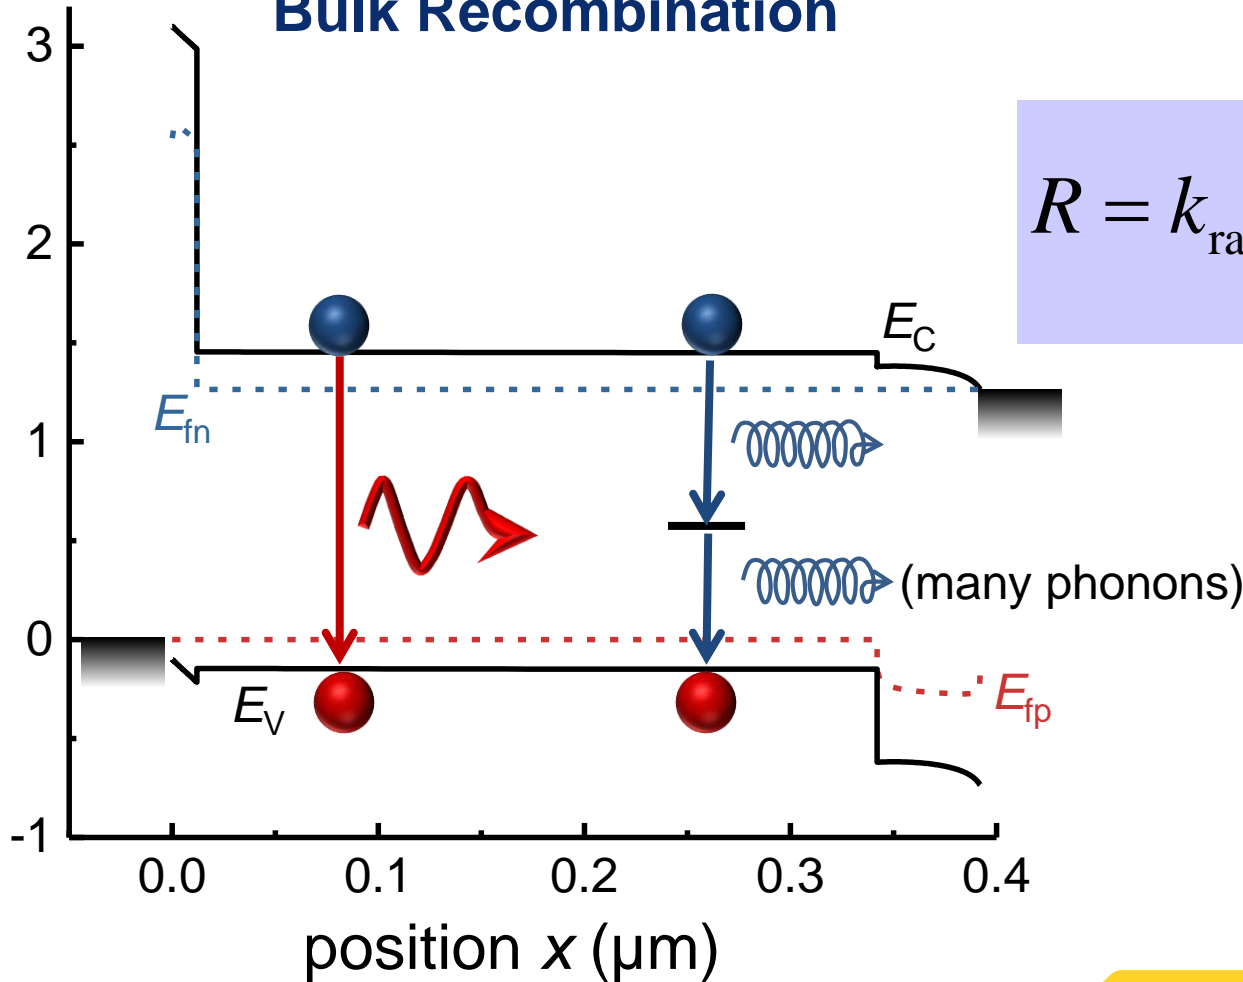 Bulk Recombination
3
2
1
0
-1
R = k_ra
E_C
E_fn
(many phonons)
E_V
E_fp
0.0 0.1 0.2 0.3 0.4
position x (µm)